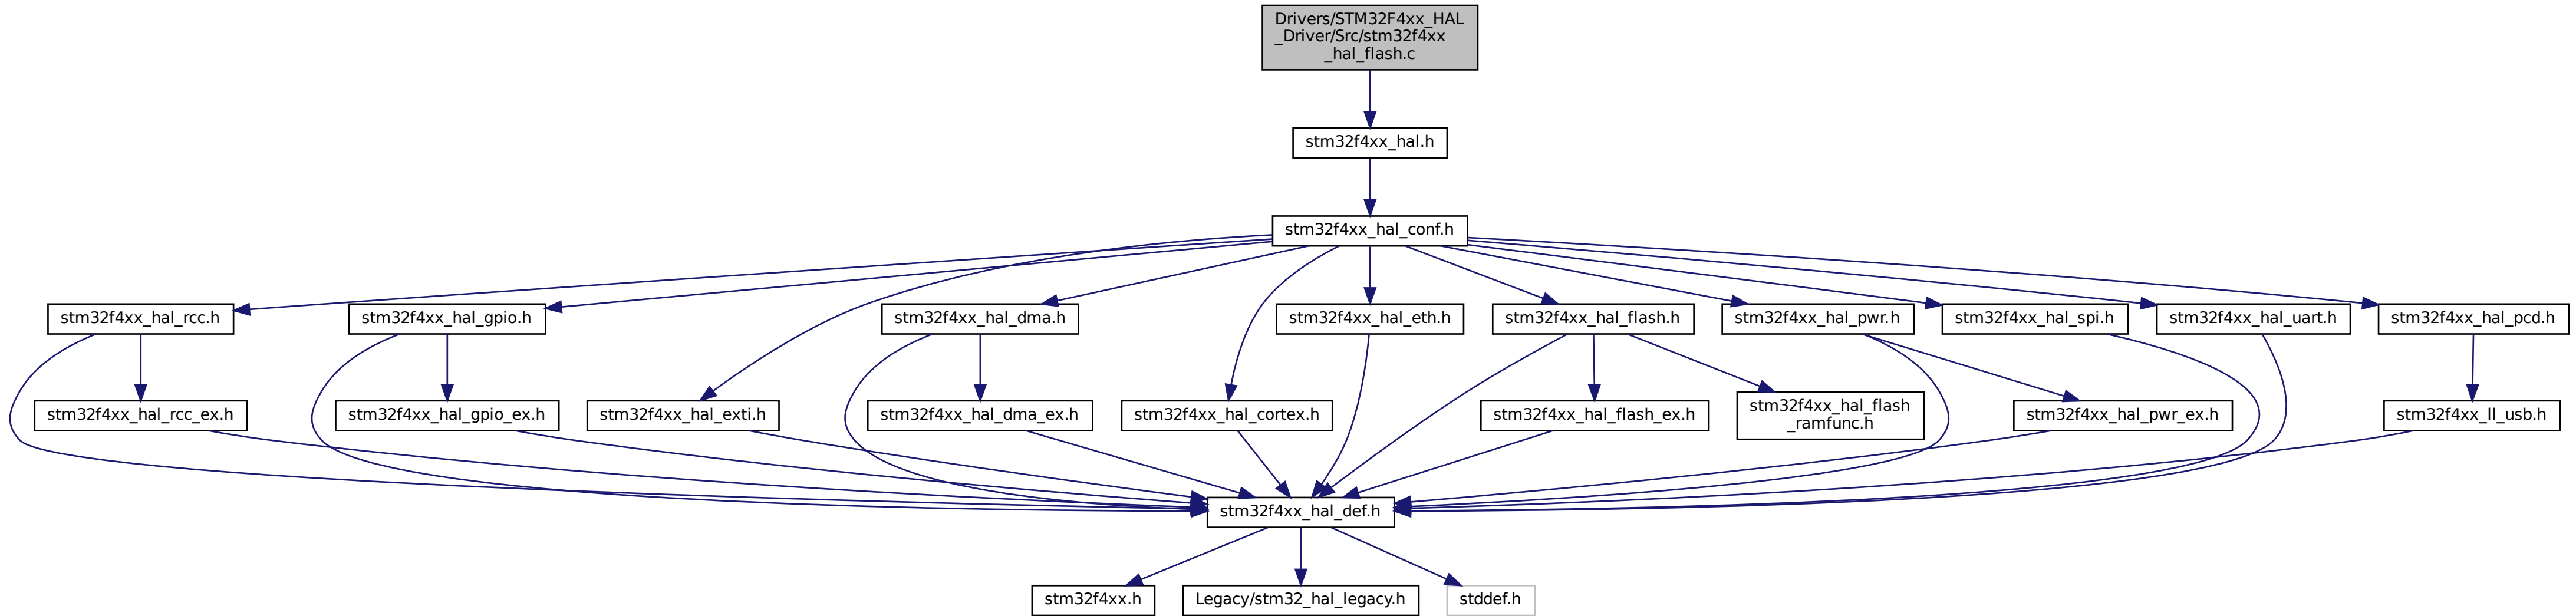 Drivers/STM32F4xx_HAL
_Driver/Src/stm32f4xx
_hal_flash.c
stm32f4xx_hal.h
stm32f4xx_hal_conf.h
stm32f4xx_hal_rcc.h
stm32f4xx_hal_gpio.h
stm32f4xx_hal_dma.h
stm32f4xx_hal_eth.h
stm32f4xx_hal_flash.h
stm32f4xx_hal_pwr.h
stm32f4xx_hal_spi.h
stm32f4xx_hal_uart.h
stm32f4xx_hal_pcd.h
stm32f4xx_hal_rcc_ex.h
stm32f4xx_hal_gpio_ex.h
stm32f4xx_hal_exti.h
stm32f4xx_hal_dma_ex.h
stm32f4xx_hal_cortex.h
stm32f4xx_hal_flash_ex.h
stm32f4xx_hal_flash
_ramfunc.h
stm32f4xx_hal_pwr_ex.h
stm32f4xx_ll_usb.h
stm32f4xx_hal_def.h
stm32f4xx.h
Legacy/stm32_hal_legacy.h
stddef.h